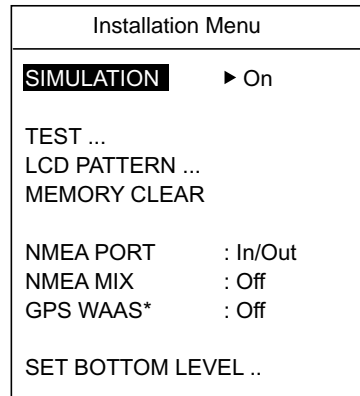 Installation Menu
SIMULATION ▶ On
TEST ...
LCD PATTERN ...
MEMORY CLEAR
NMEA PORT : In/Out
NMEA MIX : Off
GPS WAAS* : Off
SET BOTTOM LEVEL ..